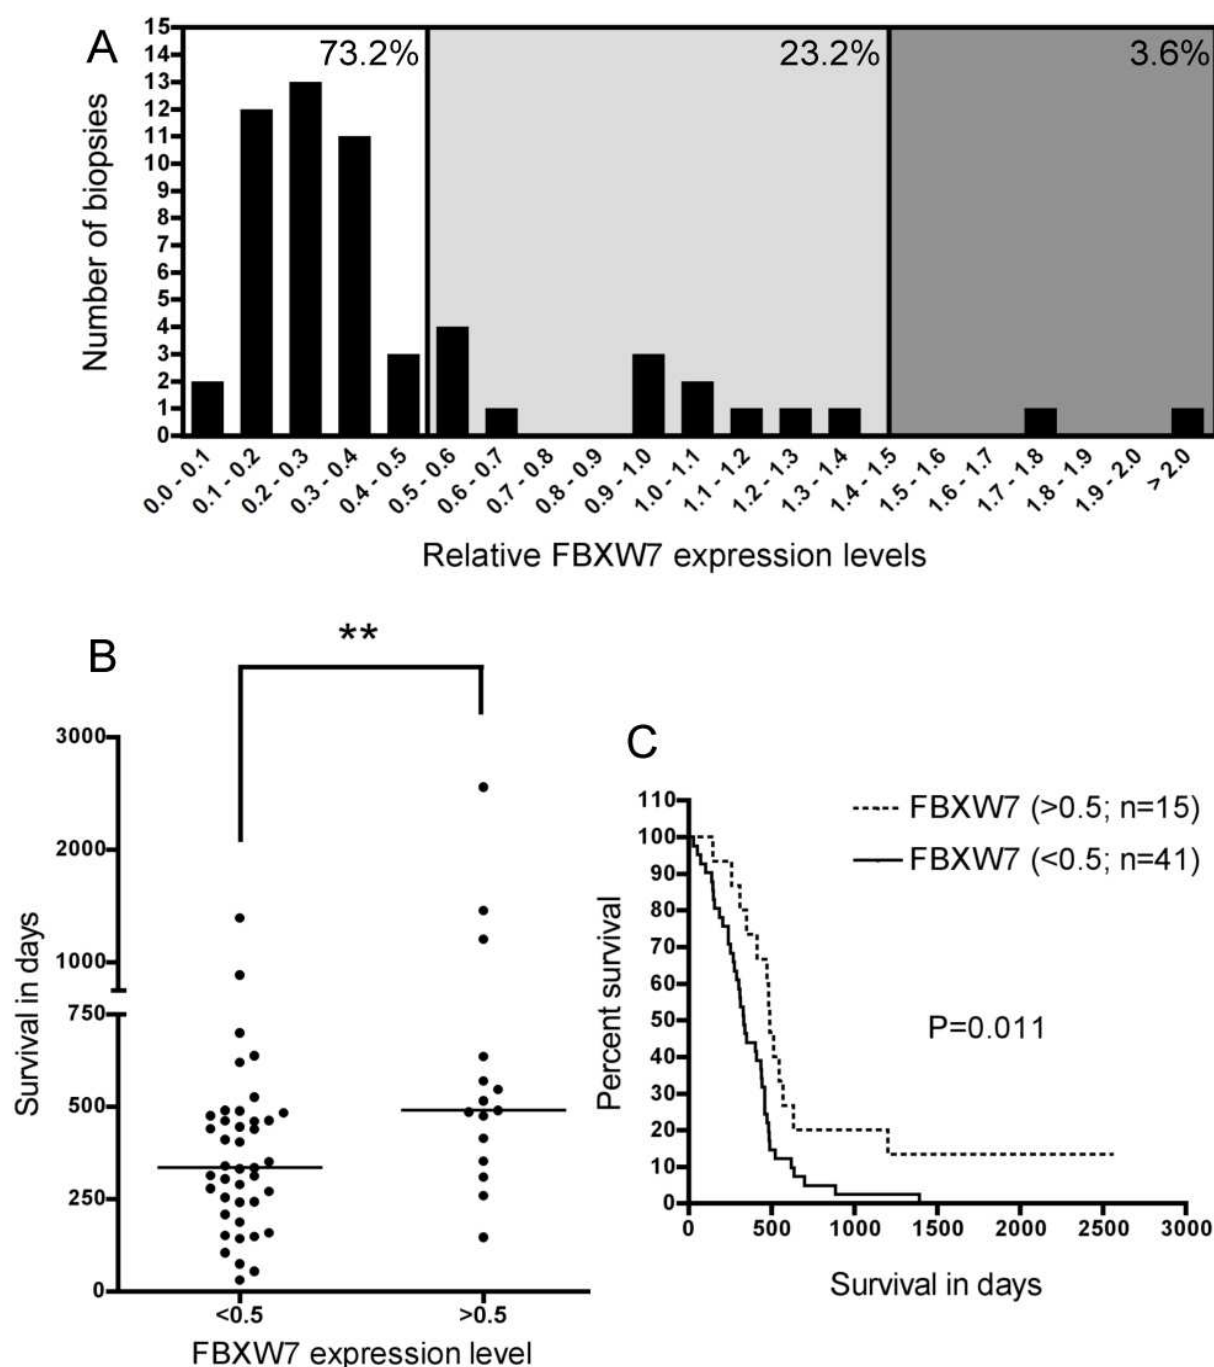 A
73.2%
23.2%
3.6%
15
14
13
12
11
10
9
8
7
6
5
4
3
2
1
0
Number of biopsies
0.0 - 0.1
0.1 - 0.2
0.2 - 0.3
0.3 - 0.4
0.4 - 0.5
0.5 - 0.6
0.6 - 0.7
0.7 - 0.8
0.8 - 0.9
0.9 - 1.0
1.0 - 1.1
1.1 - 1.2
1.2 - 1.3
1.3 - 1.4
1.4 - 1.5
1.5 - 1.6
1.6 - 1.7
1.7 - 1.8
1.8 - 1.9
1.9 - 2.0
> 2.0
Relative FBXW7 expression levels
B
**
3000
2000
1000
750
500
250
0
Survival in days
<0.5
>0.5
FBXW7 expression level
C
FBXW7 (>0.5; n=15)
FBXW7 (<0.5; n=41)
110
100
90
80
70
60
50
40
30
20
10
0
Percent survival
P=0.011
0
500
1000
1500
2000
2500
3000
Survival in days